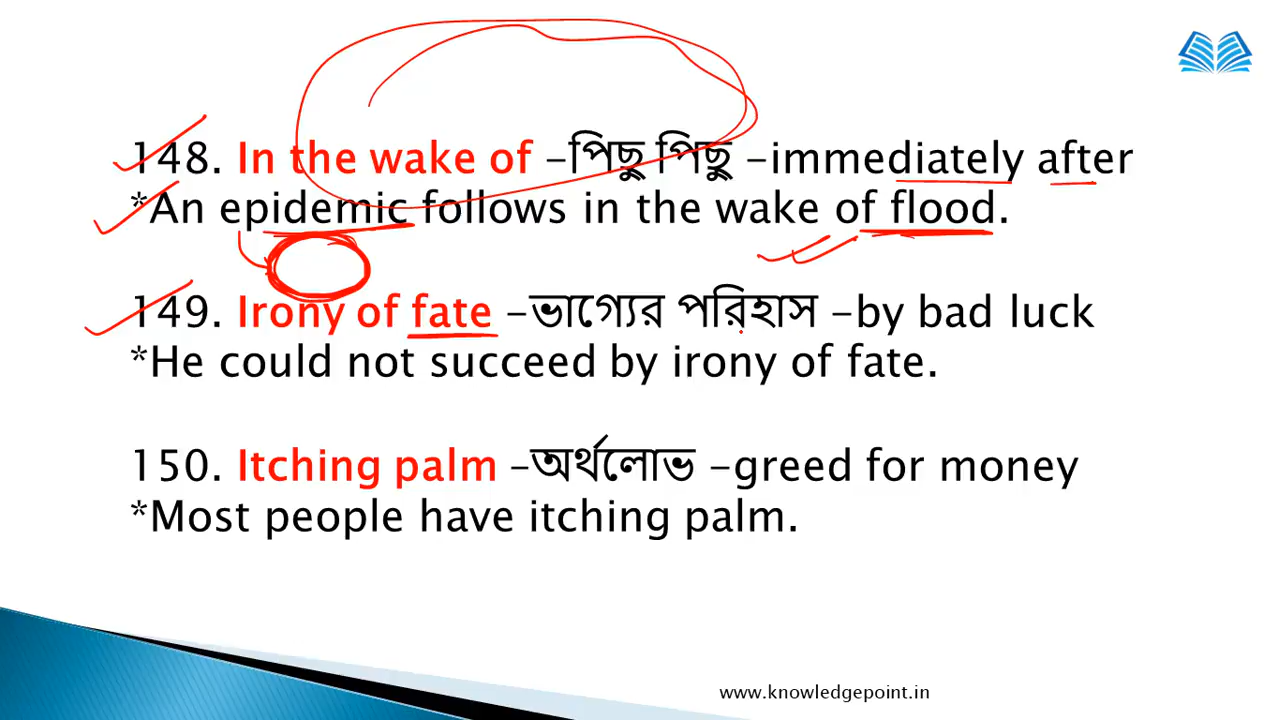 148. In the wake of -পিছু পিছু -immediately after
*An epidemic follows in the wake of flood.
149. Irony of fate -ভাগ্যের পরিহাস -by bad luck
*He could not succeed by irony of fate.
150. Itching palm -অর্থলোভ -greed for money
*Most people have itching palm.
www.knowledgepoint.in